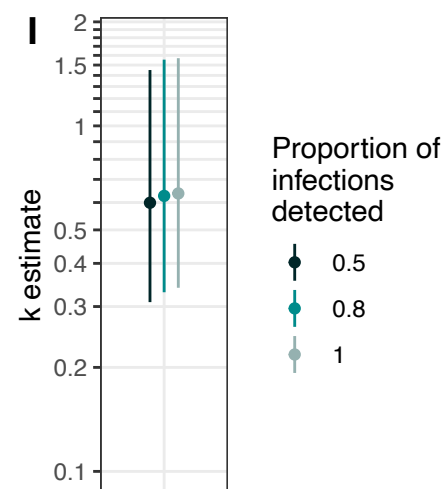 I
2
1.5
1
0.5
0.4
0.3
0.2
0.1
k estimate
Proportion of
infections
detected
0.5
0.8
1